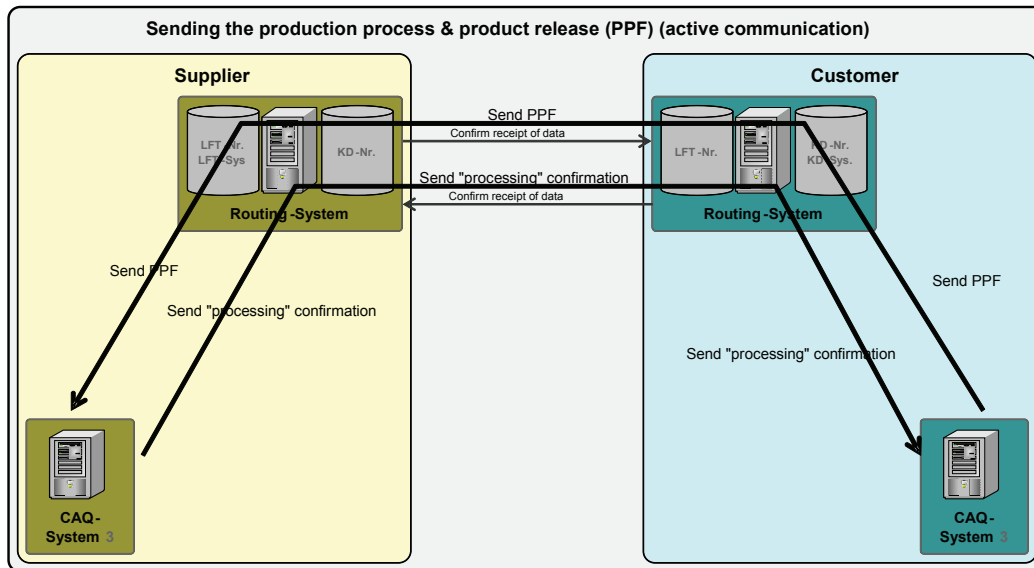 Sending the production process & product release (PPF) (active communication)
Supplier
Customer
Send PPF
Confirm receipt of data
LFT -Nr.
LFT -Sys
KD -Nr.
LFT -Nr.
KD -Nr.
KD -Sys.
Send "processing" confirmation
Confirm receipt of data
Routing -System
Routing -System
Send PPF
Send PPF
Send "processing" confirmation
Send "processing" confirmation
CAQ -
System 3
CAQ -
System 3